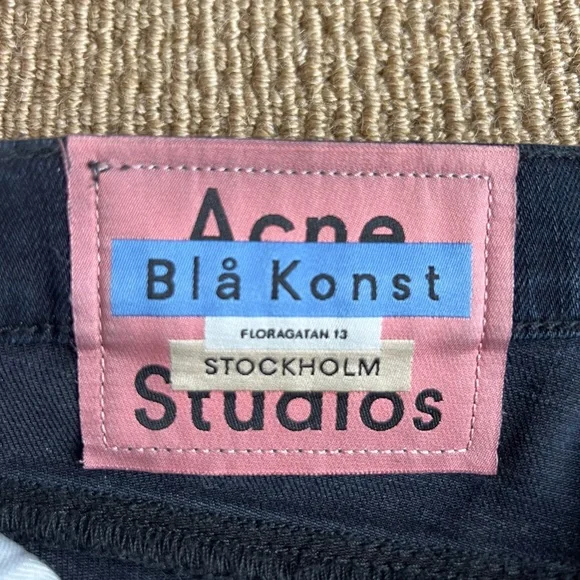 Acne
Blå Konst
FLORAGATAN 13
STOCKHOLM
Studios